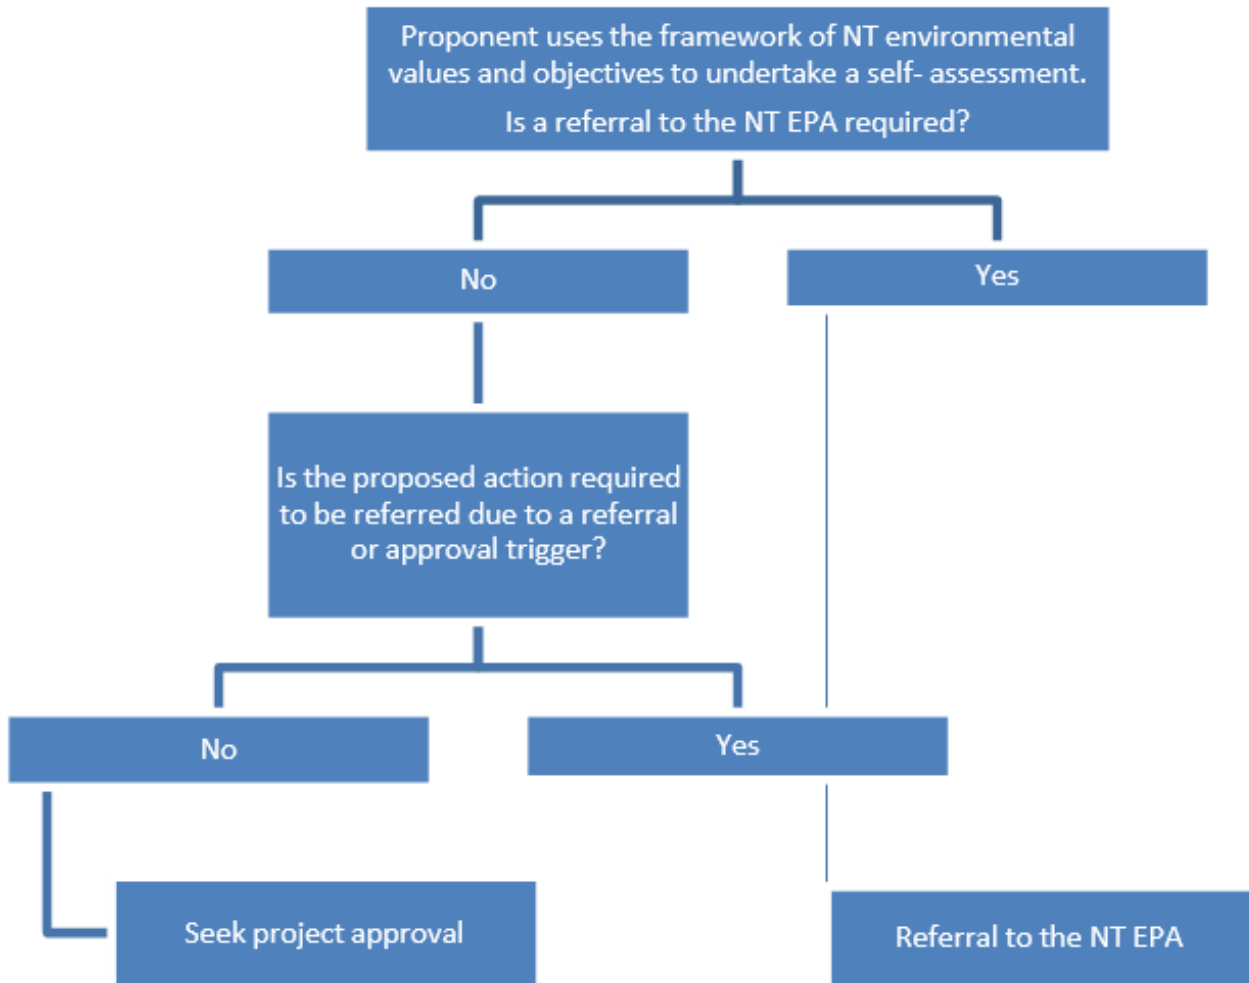 Proponent uses the framework of NT environmental
values and objectives to undertake a self- assessment.
Is a referral to the NT EPA required?
No
Yes
Is the proposed action required
to be referred due to a referral
or approval trigger?
No
Yes
Seek project approval
Referral to the NT EPA